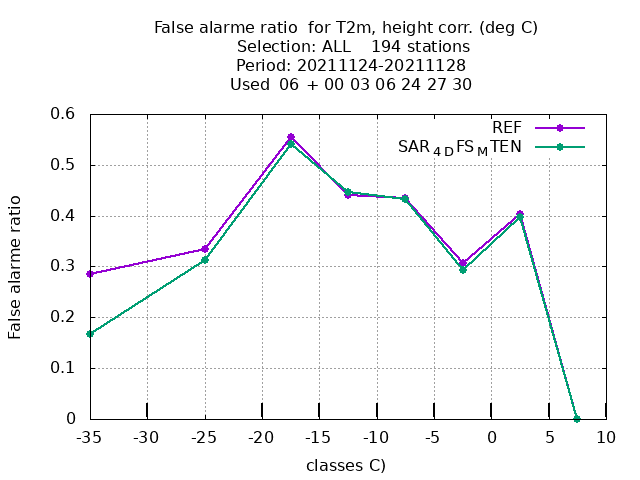 False alarme ratio  for T2m, height corr. (deg C)
Selection: ALL    194 stations
Period: 20211124-20211128
Used  06  + 00 03 06 24 27 30
REF
SAR4DFSMTEN
False alarme ratio
0.6
0.5
0.4
0.3
0.2
0.1
0
-35 -30 -25 -20 -15 -10 -5 0 5 10
classes C)